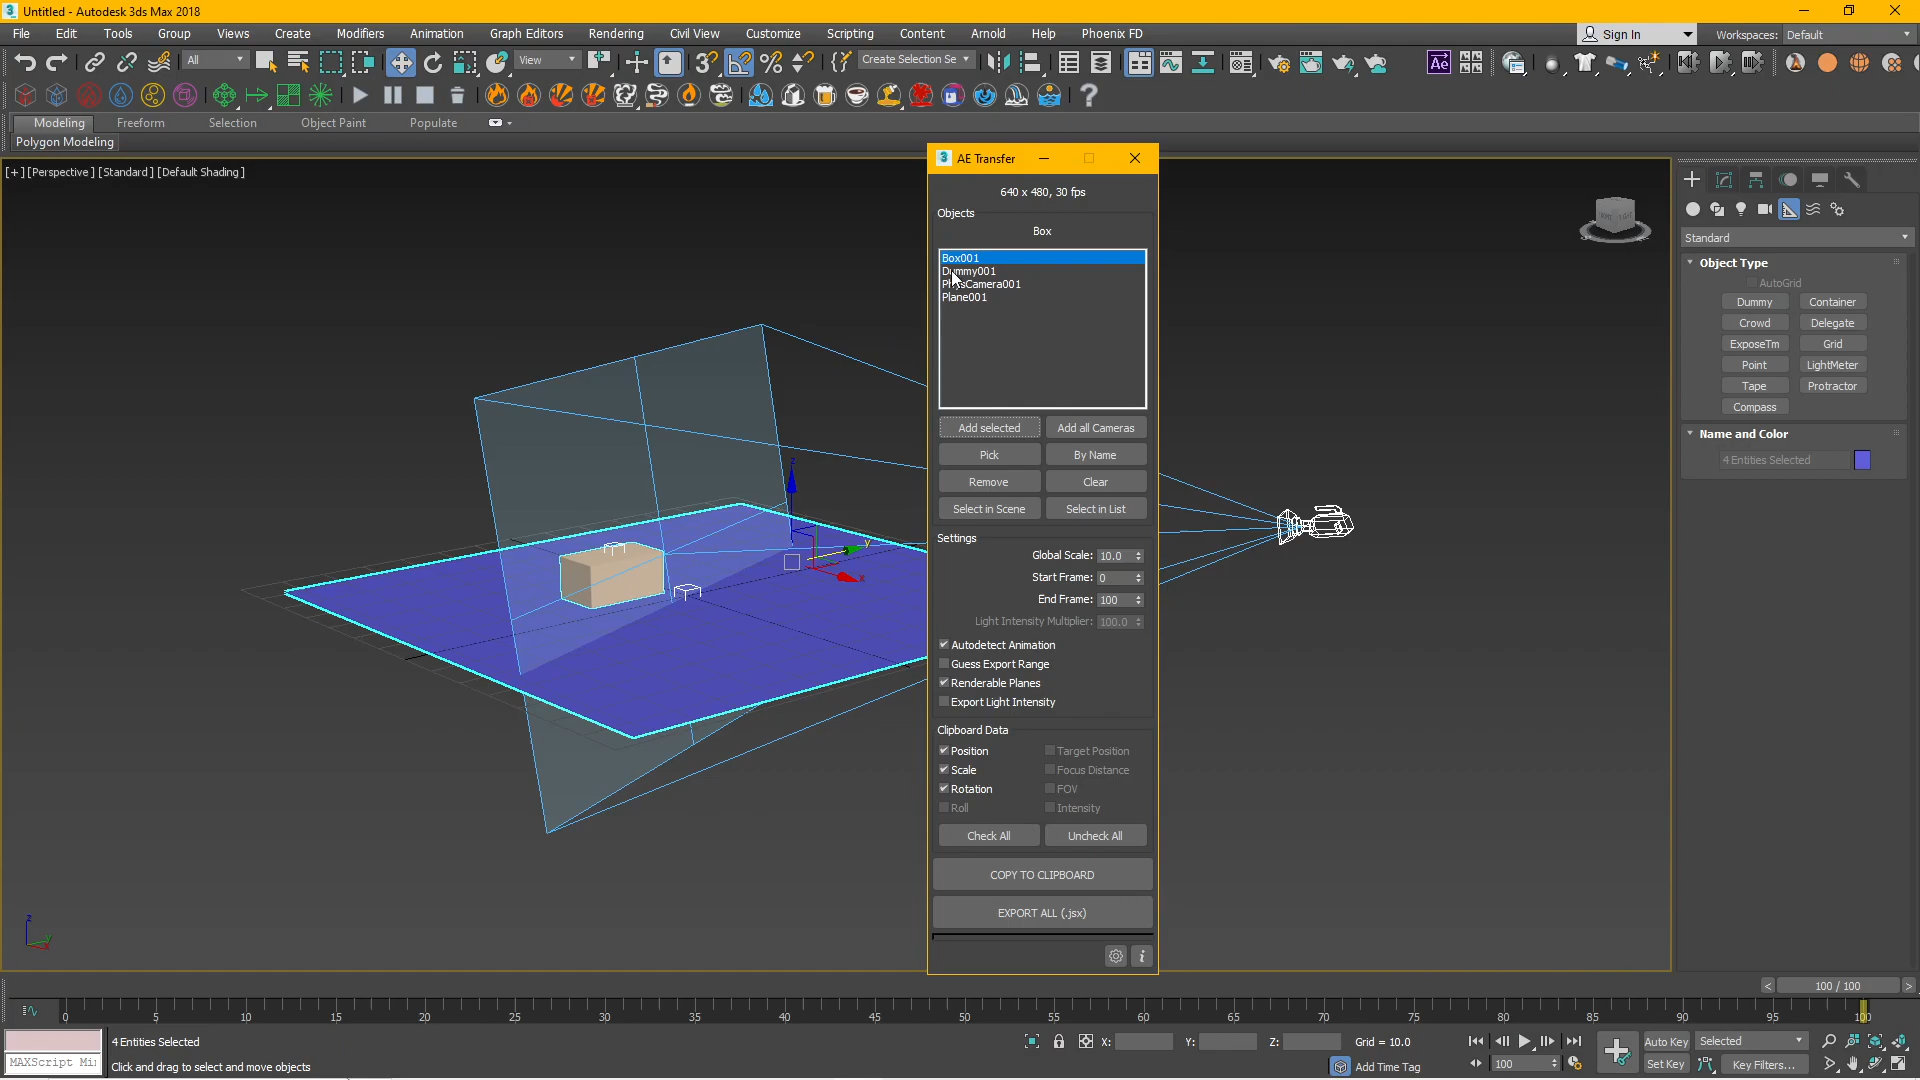 Untitled - Autodesk 3ds Max 2018
File Edit Tools Group Views Create Modifiers Animation Graph Editors Rendering Civil View Customize Scripting Content Arnold Help Phoenix FD
Sign In Workspaces: Default
All View Create Selection Se
Modeling Freeform Selection Object Paint Populate
Polygon Modeling
[+] [Perspective] [Standard] [Default Shading]
AE Transfer
640 x 480, 30 fps
Objects
Box
Box001
Dummy001
PhysCamera001
Plane001
Add selected Add all Cameras
Pick By Name
Remove Clear
Select in Scene Select in List
Settings
Global Scale: 10.0
Start Frame: 0
End Frame: 100
Light Intensity Multiplier: 100.0
Autodetect Animation
Guess Export Range
Renderable Planes
Export Light Intensity
Clipboard Data
Position Target Position
Scale Focus Distance
Rotation FOV
Roll Intensity
Check All Uncheck All
COPY TO CLIPBOARD
EXPORT ALL (.jsx)
Standard
Object Type
AutoGrid
Dummy Container
Crowd Delegate
ExposeTm Grid
Point LightMeter
Tape Protractor
Compass
Name and Color
4 Entities Selected
z
y
x
z
y
x
< 100 / 100 >
0 5 10 15 20 25 30 35 40 45 50 55 60 65 70 75 80 85 90 95 100
4 Entities Selected X: Y: Z: Grid = 10.0 Auto Key Selected
MAXScript Mi Click and drag to select and move objects Add Time Tag 100 Set Key Key Filters...